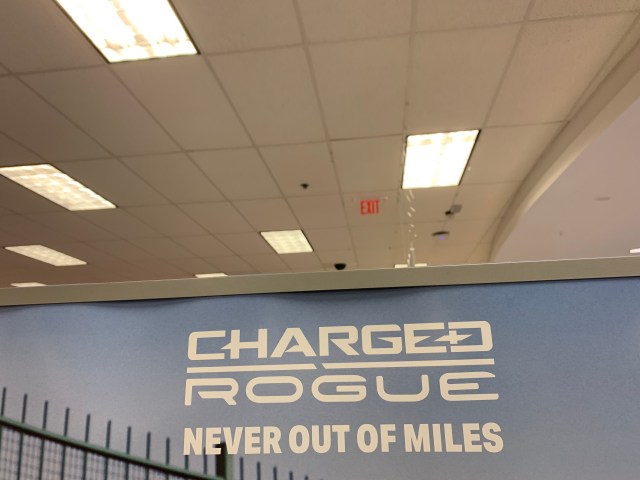 EXIT
CHARGED
ROGUE
NEVER OUT OF MILES